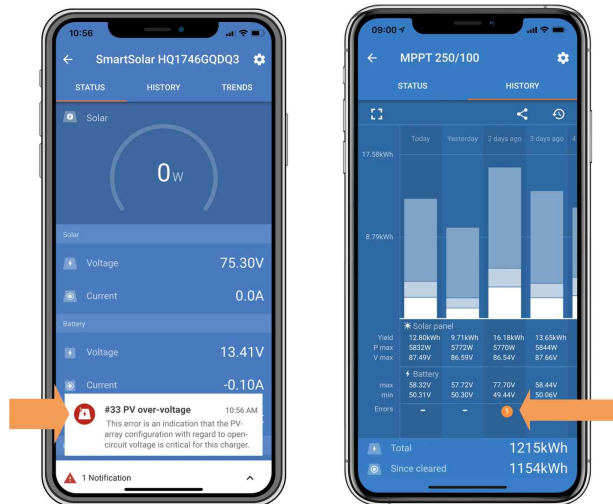 10:56
SmartSolar HQ1746GQDQ3
STATUS HISTORY TRENDS
Solar
0W
Solar
Voltage 75.30V
Current 0.0A
Battery
Voltage 13.41V
Current -0.10A
#33 PV over-voltage 10:56 AM
This error is an indication that the PV-
array configuration with regard to open-
circuit voltage is critical for this charger.
1 Notification
09:00
MPPT 250/100
STATUS HISTORY
Today Yesterday 2 days ago 3 days ago 4
17.58kWh
8.79kWh
Solar panel
Yield 12.80kWh 9.71kWh 16.18kWh 13.65kWh
P max 5832W 5772W 5770W 5844W
V max 87.49V 86.59V 86.54V 87.66V
Battery
max 58.32V 57.72V 77.70V 58.44V
min 50.31V 50.30V 49.44V 50.06V
Errors - - 1
Total 1215kWh
Since cleared 1154kWh